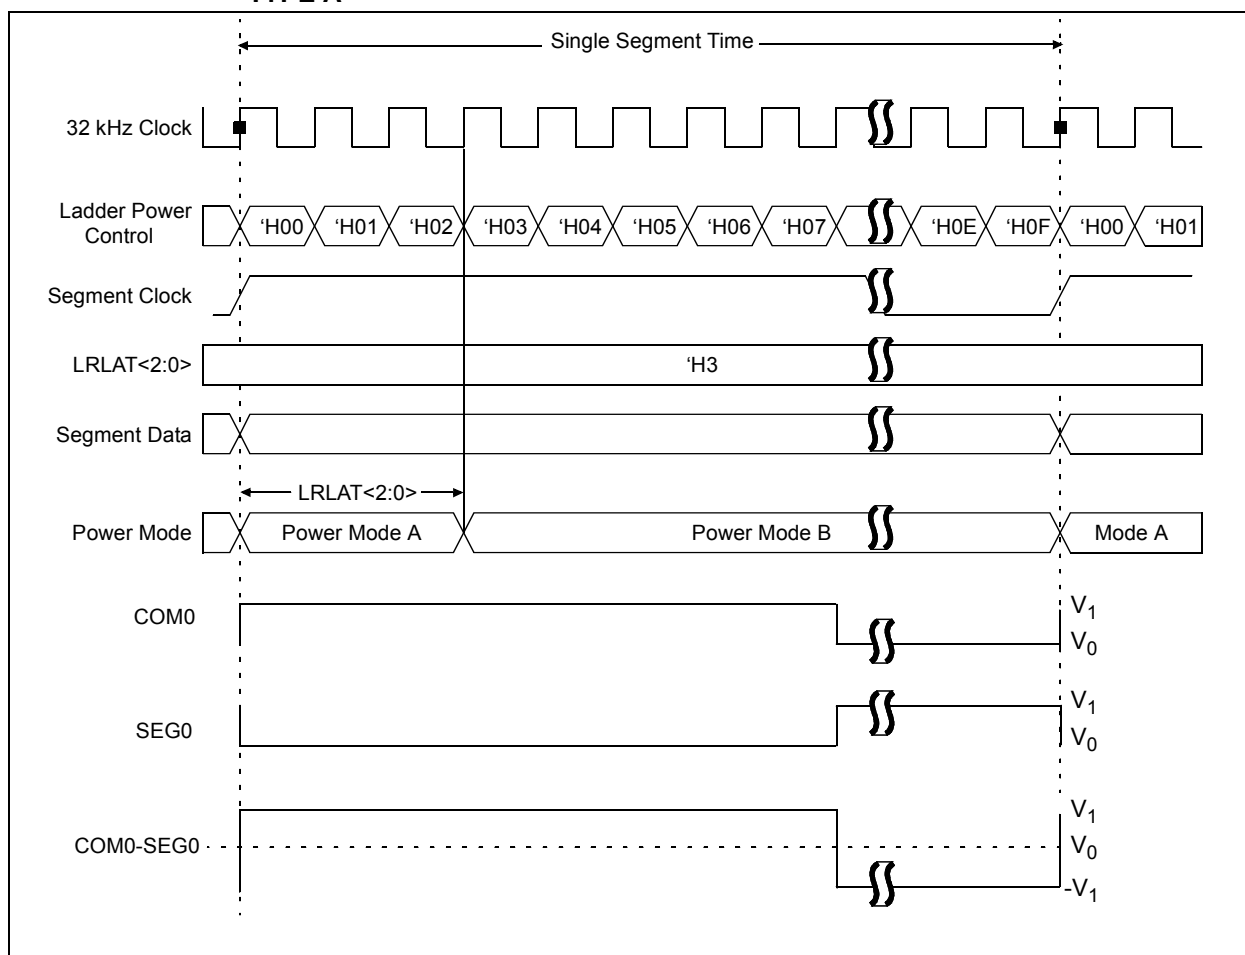 TYPE A
Single Segment Time
32 kHz Clock
Ladder Power
Control
‘H00 ‘H01 ‘H02 ‘H03 ‘H04 ‘H05 ‘H06 ‘H07 ‘H0E ‘H0F ‘H00 ‘H01
Segment Clock
LRLAT<2:0> ‘H3
Segment Data
LRLAT<2:0>
Power Mode Power Mode A Power Mode B Mode A
COM0
V1
V0
SEG0
V1
V0
COM0-SEG0
V1
V0
-V1